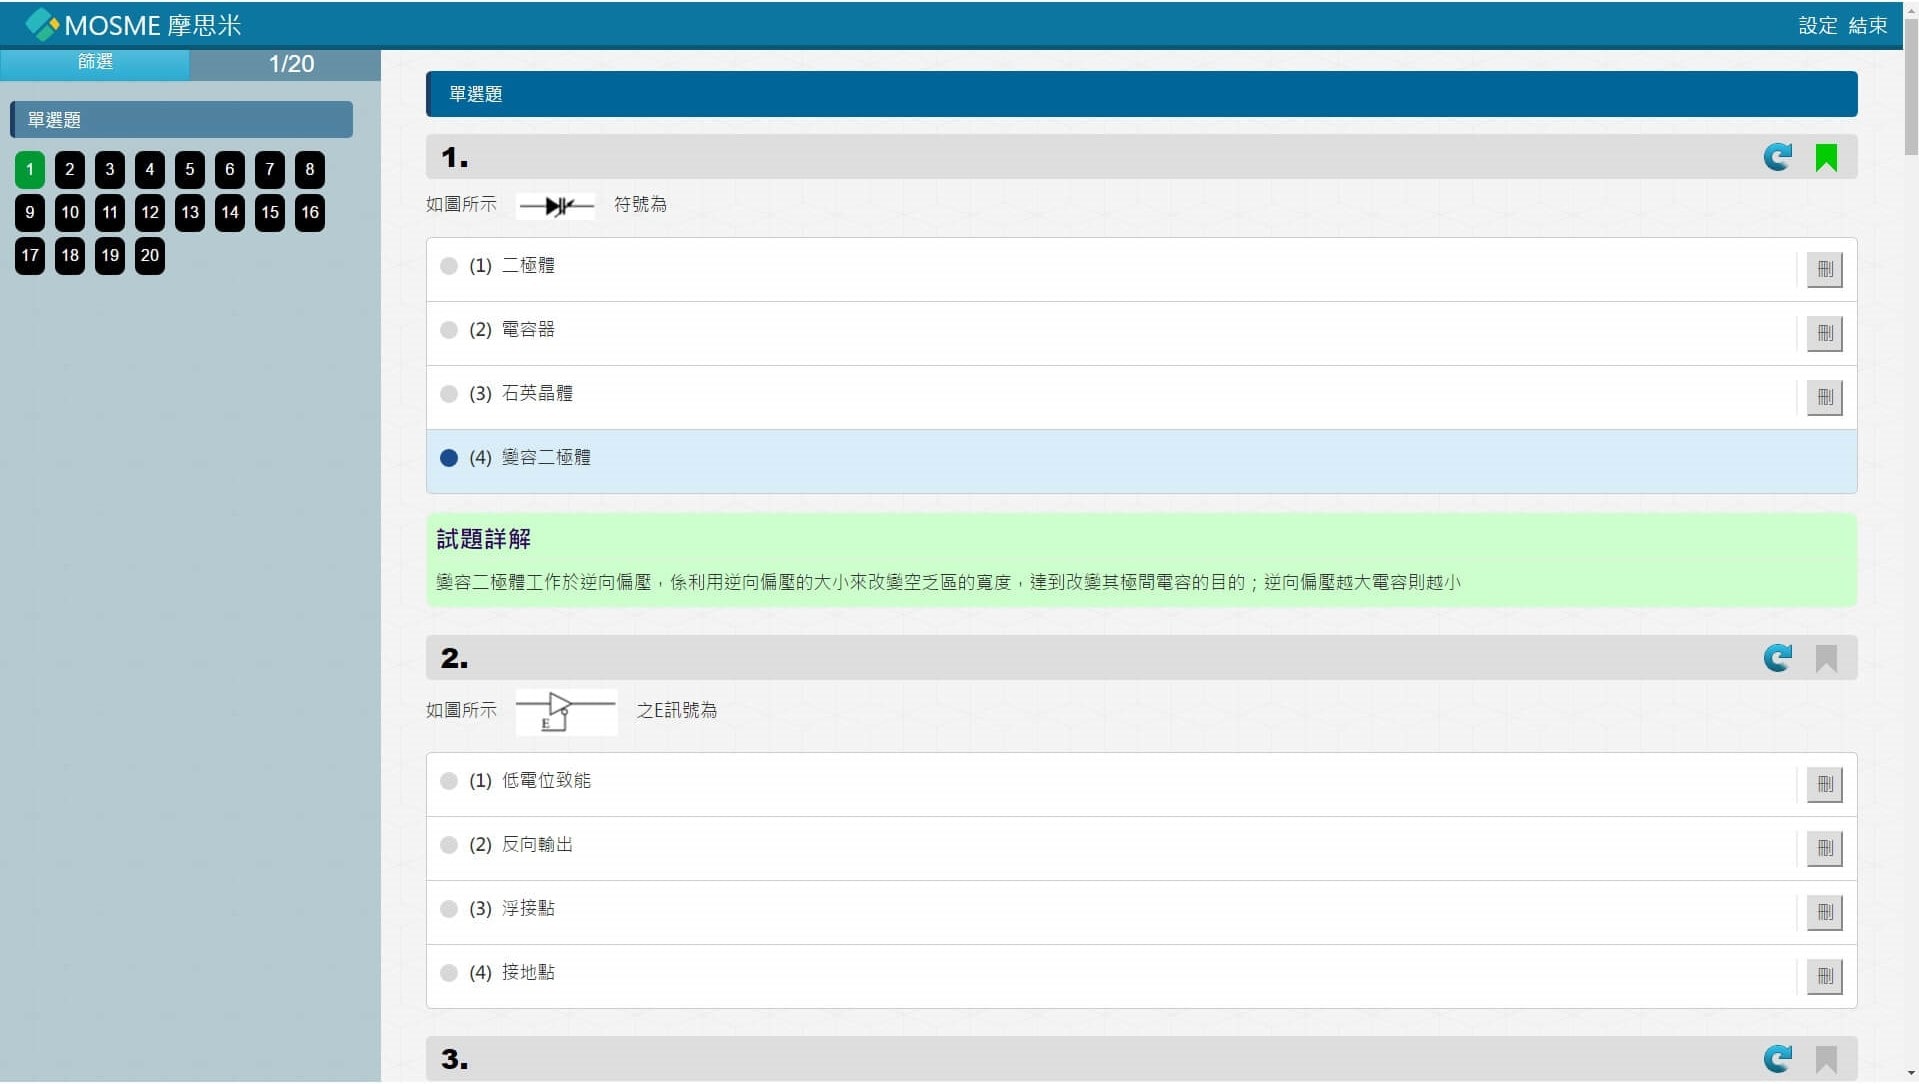 MOSME 摩思米
設定 結束
篩選
1/20
單選題
1 2 3 4 5 6 7 8
9 10 11 12 13 14 15 16
17 18 19 20
單選題
1.
如圖所示 符號為
(1) 二極體
刪
(2) 電容器
刪
(3) 石英晶體
刪
(4) 變容二極體
試題詳解
變容二極體工作於逆向偏壓，係利用逆向偏壓的大小來改變空乏區的寬度，達到改變其極間電容的目的；逆向偏壓越大電容則越小
2.
如圖所示 E 之E訊號為
(1) 低電位致能
刪
(2) 反向輸出
刪
(3) 浮接點
刪
(4) 接地點
刪
3.